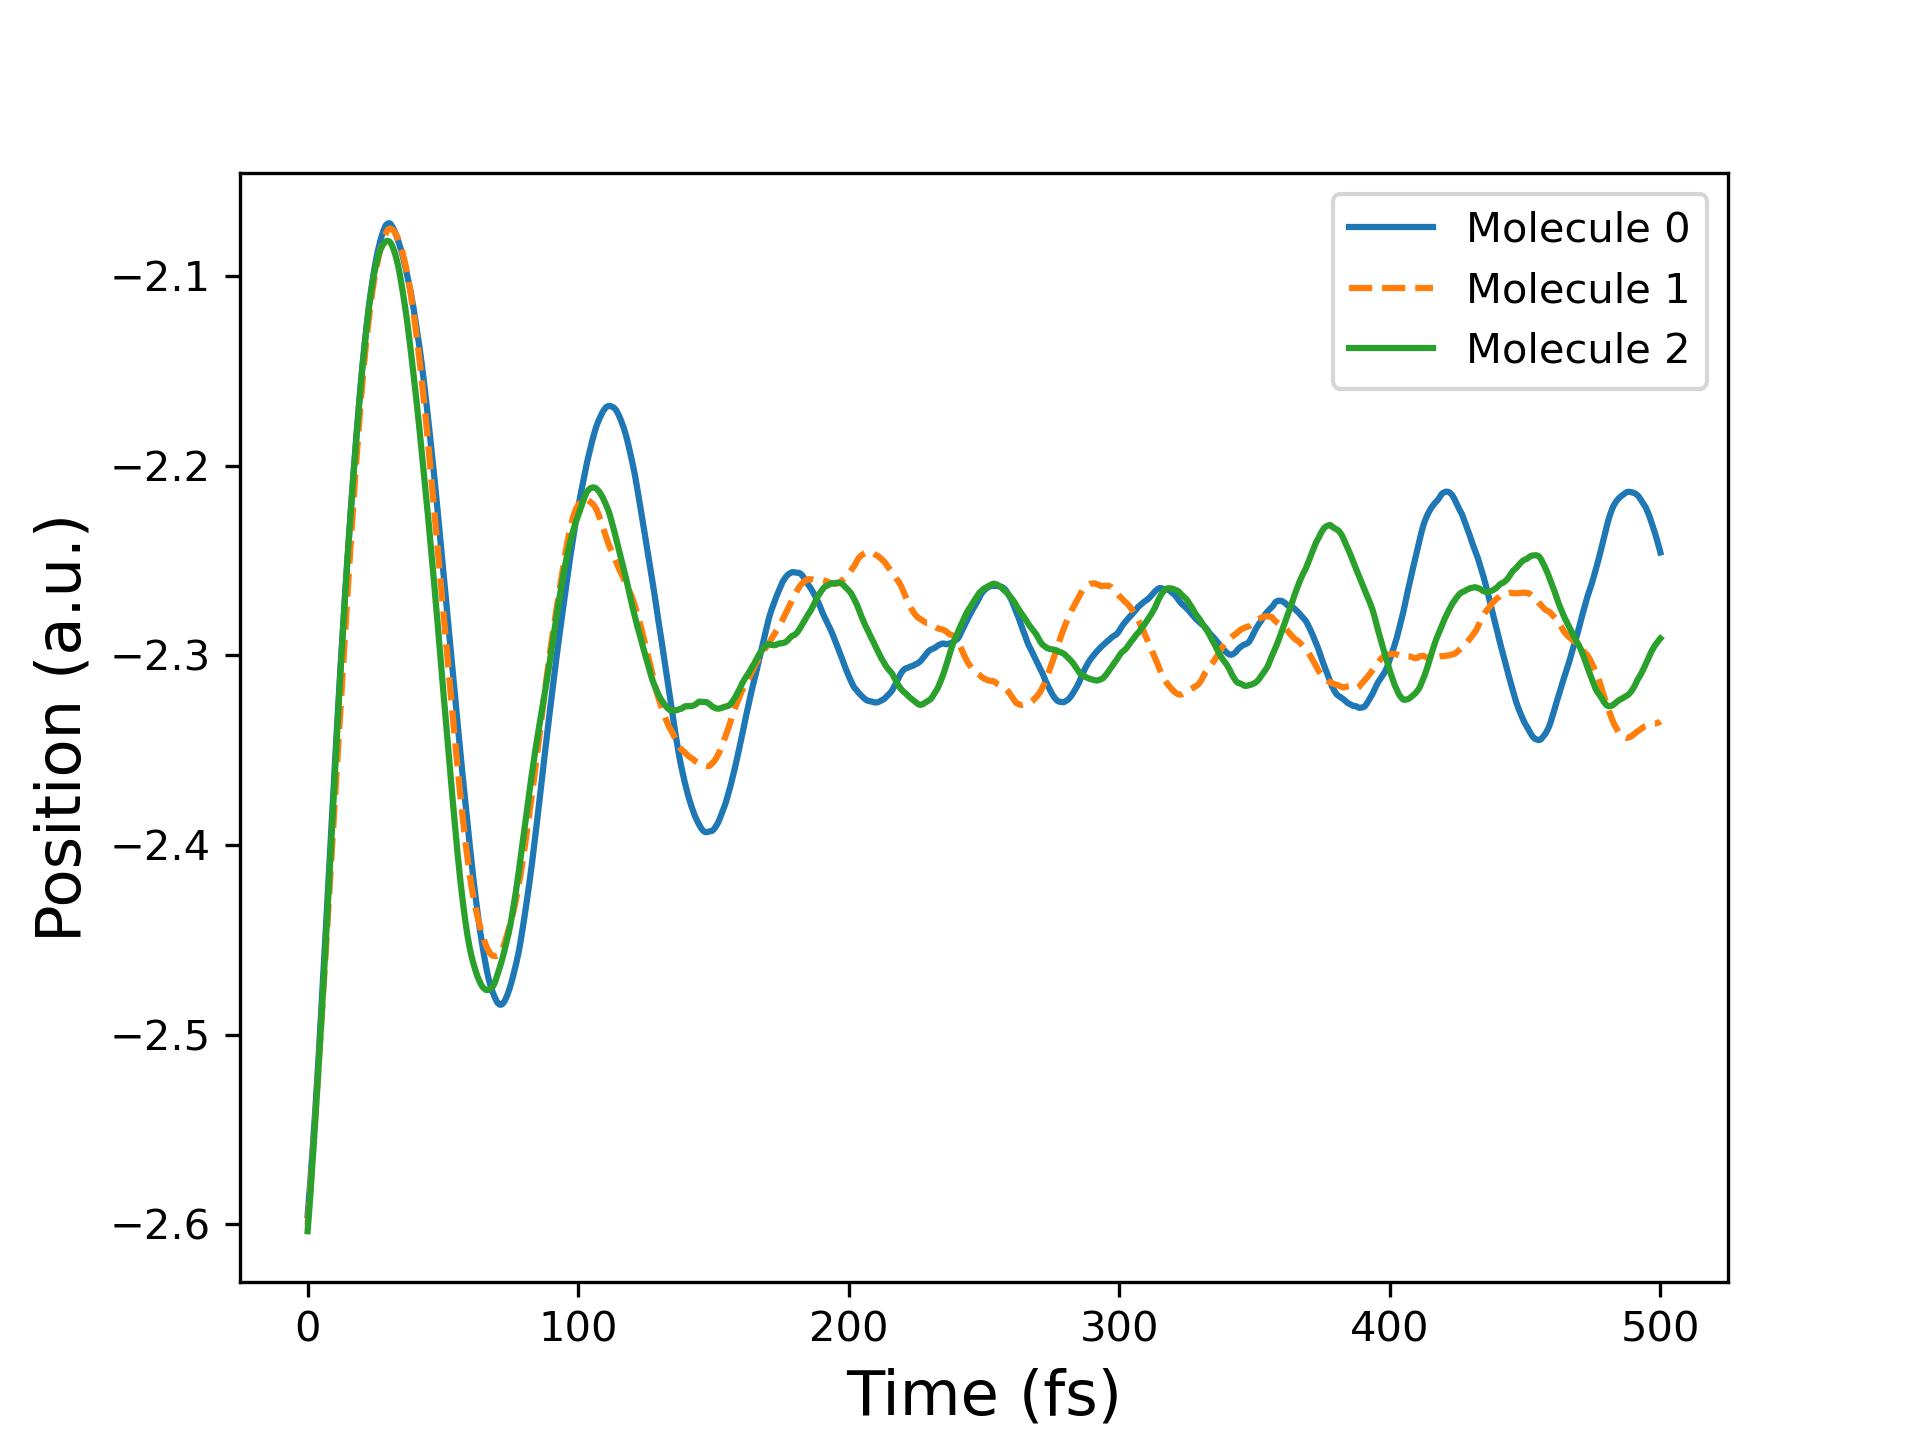 Molecule 0
Molecule 1
Molecule 2
Position (a.u.)
−2.1
−2.2
−2.3
−2.4
−2.5
−2.6
0 100 200 300 400 500
Time (fs)